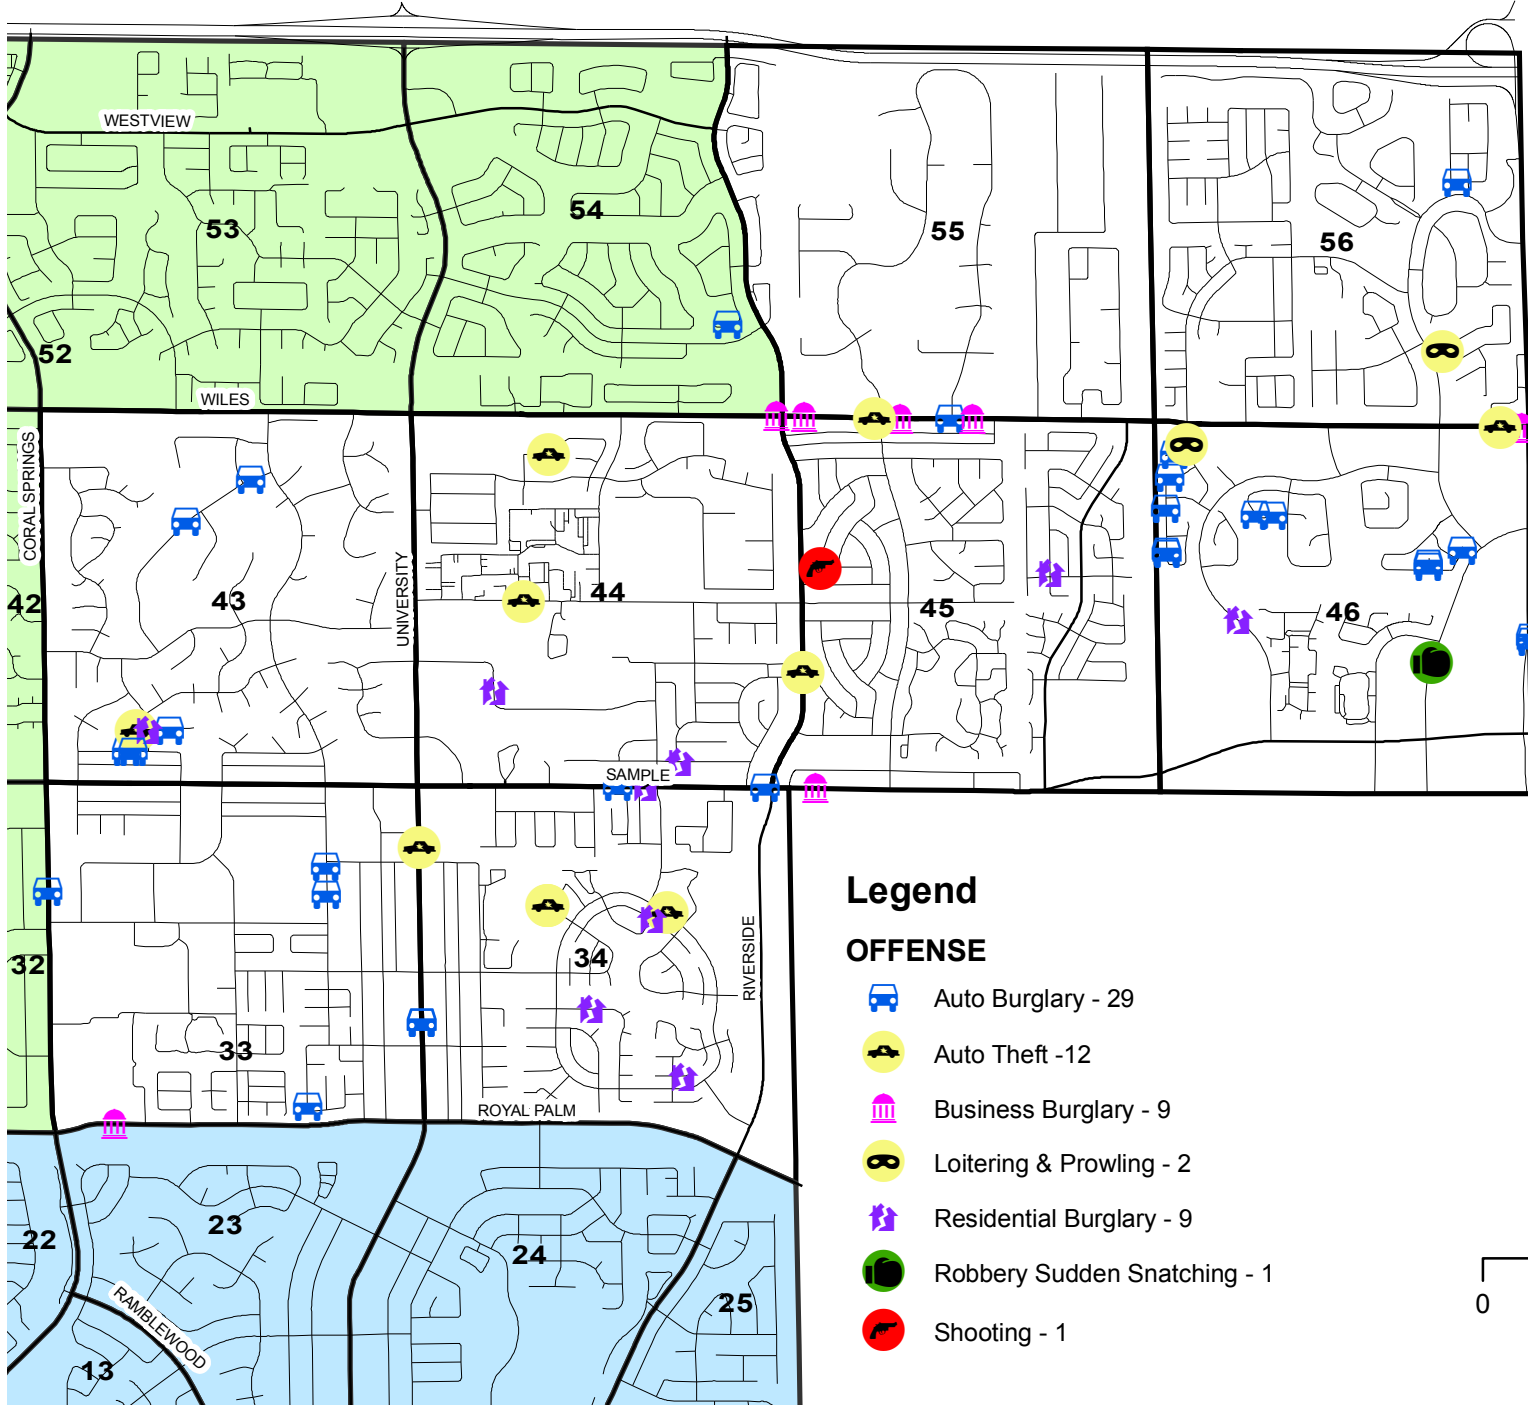 WESTVIEW
53
54
55
56
52
WILES
CORAL SPRINGS
UNIVERSITY
42
43
44
45
46
SAMPLE
32
33
34
RIVERSIDE
ROYAL PALM
22
23
24
25
RAMBLEWOOD
13
Legend
OFFENSE
Auto Burglary - 29
Auto Theft -12
Business Burglary - 9
Loitering & Prowling - 2
Residential Burglary - 9
Robbery Sudden Snatching - 1
Shooting - 1
0